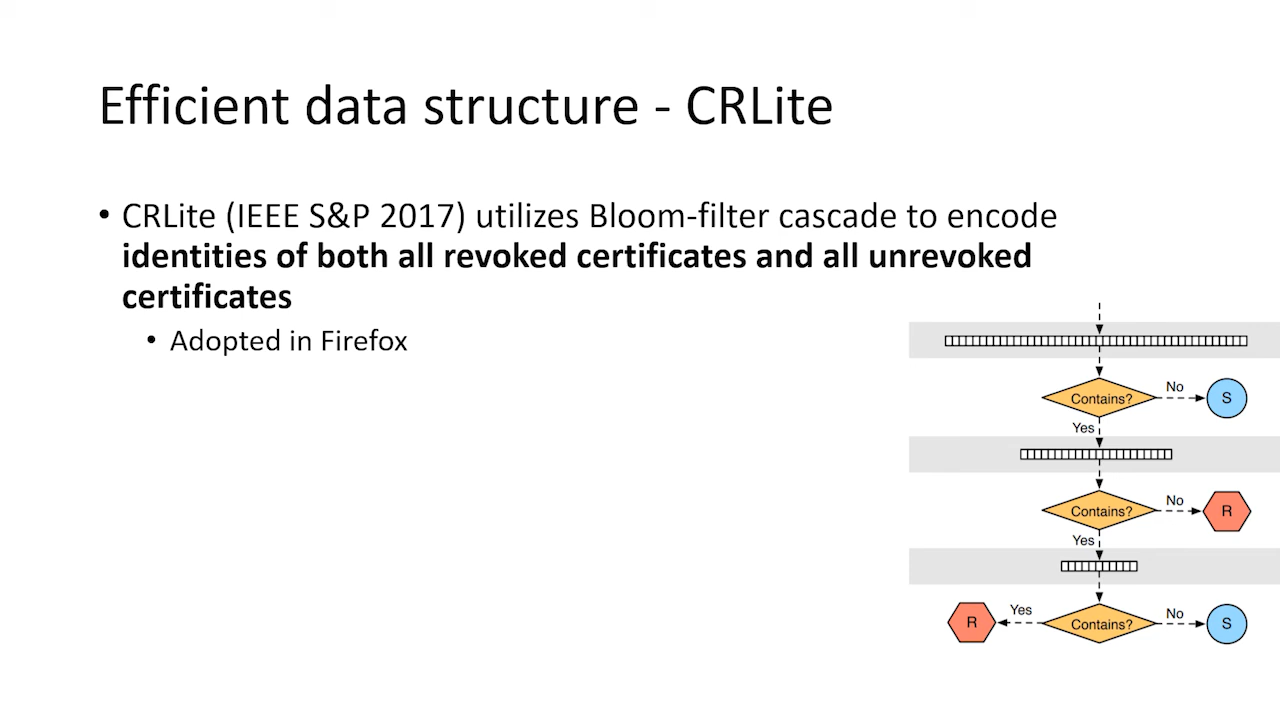 Efficient data structure - CRLite
• CRLite (IEEE S&P 2017) utilizes Bloom-filter cascade to encode
identities of both all revoked certificates and all unrevoked
certificates
• Adopted in Firefox
Contains?
No
S
Yes
Contains?
No
R
Yes
R
Yes
Contains?
No
S